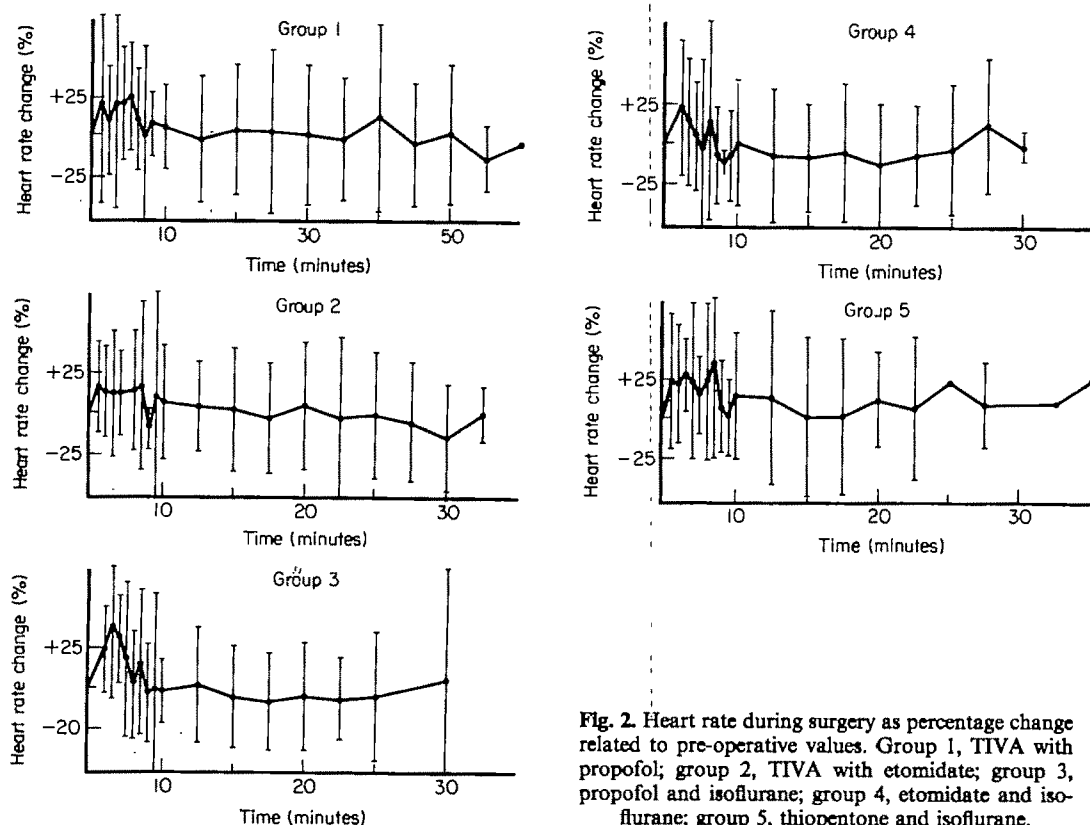 Group 1
Heart rate change (%)
+25
-25
10
30
50
Time (minutes)
Group 2
Heart rate change (%)
+25
-25
10
20
30
Time (minutes)
Group 3
Heart rate change (%)
+25
-20
10
20
30
Time (minutes)
Group 4
Heart rate change (%)
+25
-25
10
20
30
Time (minutes)
Group 5
Heart rate change (%)
+25
-25
10
20
30
Time (minutes)
Fig. 2. Heart rate during surgery as percentage change
related to pre-operative values. Group 1, TIVA with
propofol; group 2, TIVA with etomidate; group 3,
propofol and isoflurane; group 4, etomidate and iso-
flurane; group 5, thiopentone and isoflurane.